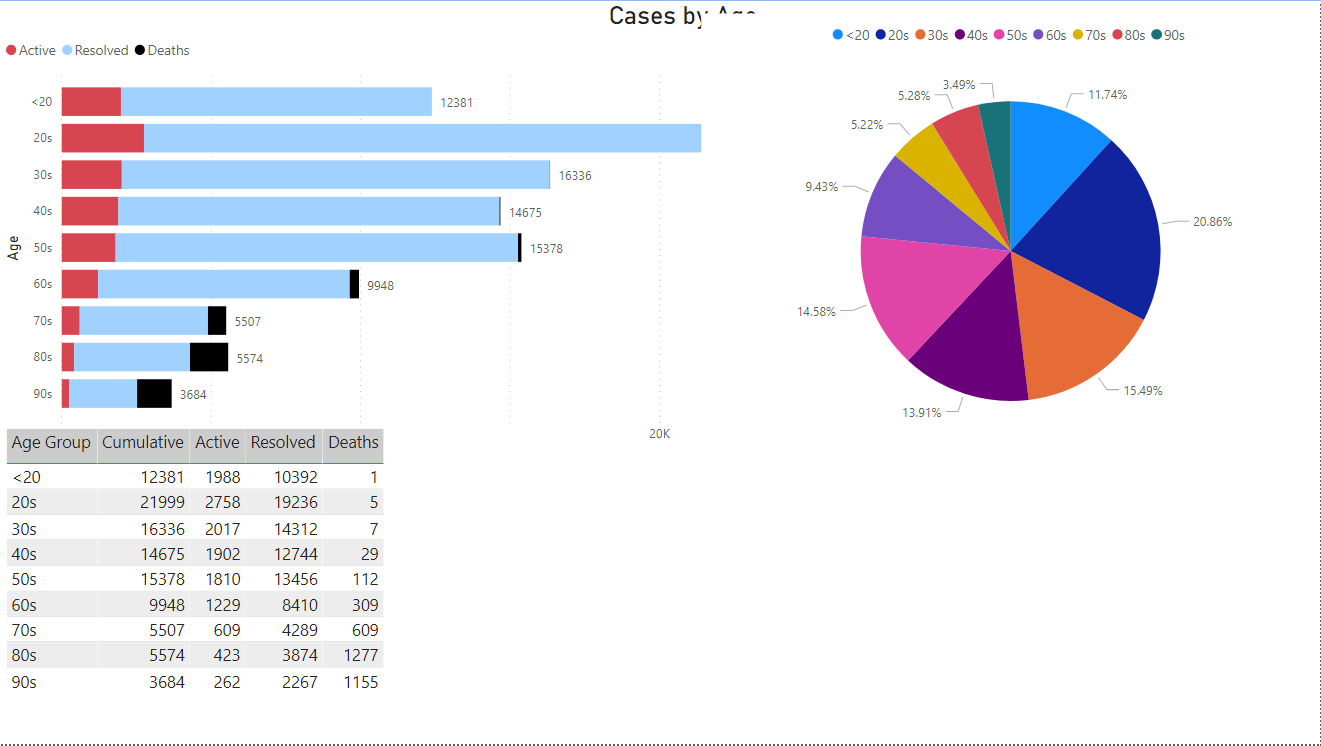 Cases by Age
Active Resolved Deaths
<20 20s 30s 40s 50s 60s 70s 80s 90s
Age
<20 12381
20s
30s 16336
40s 14675
50s 15378
60s 9948
70s 5507
80s 5574
90s 3684
20K
3.49%
11.74%
5.28%
5.22%
9.43%
20.86%
14.58%
15.49%
13.91%
Age Group Cumulative Active Resolved Deaths
<20 12381 1988 10392 1
20s 21999 2758 19236 5
30s 16336 2017 14312 7
40s 14675 1902 12744 29
50s 15378 1810 13456 112
60s 9948 1229 8410 309
70s 5507 609 4289 609
80s 5574 423 3874 1277
90s 3684 262 2267 1155